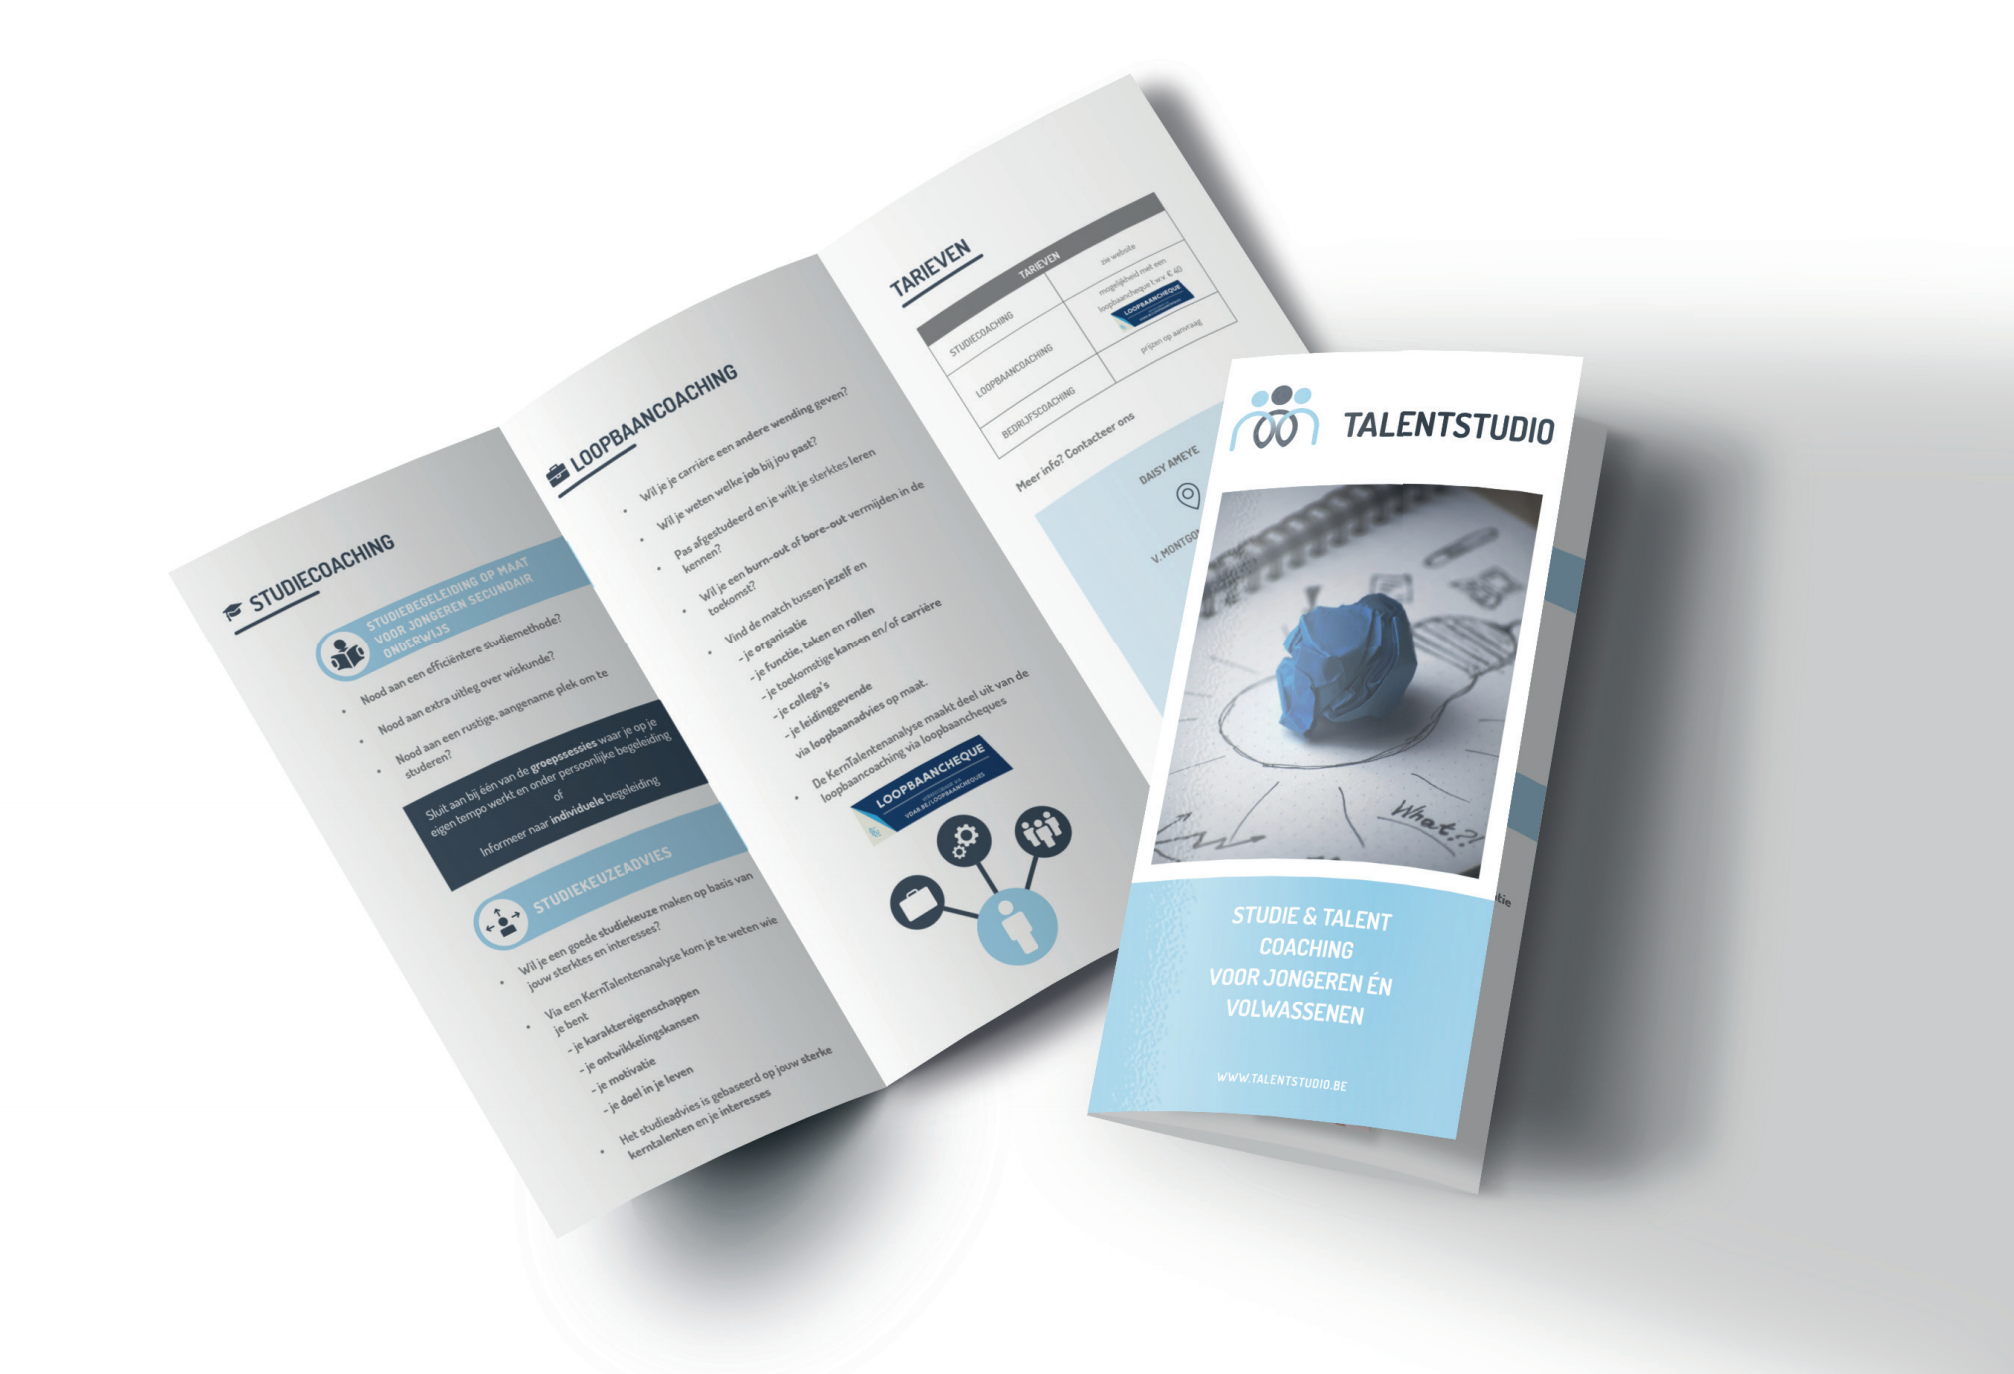 STUDIECOACHING
STUDIEBEGELEIDING OP MAAT
VOOR JONGEREN SECUNDAIR
ONDERWIJS
• Nood aan een efficiëntere studiemethode?
• Nood aan extra uitleg over wiskunde?
• Nood aan een rustige, aangename plek om te
studeren?
Sluit aan bij één van de groepssessies waar je op je
eigen tempo werkt en onder persoonlijke begeleiding
of
Informeer naar individuele begeleiding
STUDIEKEUZEADVIES
• Wil je een goede studiekeuze maken op basis van
jouw sterktes en interesses?
• Via een KernTalentenanalyse kom je te weten wie
je bent
- je karaktereigenschappen
- je ontwikkelingskansen
- je motivatie
- je doel in je leven
• Het studieadvies is gebaseerd op jouw sterke
kerntalenten en je interesses
LOOPBAANCOACHING
• Wil je je carrière een andere wending geven?
• Wil je weten welke job bij jou past?
• Pas afgestudeerd en je wilt je sterktes leren
kennen?
• Wil je een burn-out of bore-out vermijden in de
toekomst?
• Vind de match tussen jezelf en
- je organisatie
- je functie, taken en rollen
- je toekomstige kansen en/of carrière
- je collega's
- je leidinggevende
via loopbaanadvies op maat.
• De KernTalentenanalyse maakt deel uit van de
loopbaancoaching via loopbaancheques
LOOPBAANCHEQUE
VDAB.BE/LOOPBAANCHEQUES
TARIEVEN
TARIEVEN
STUDIECOACHING
zie website
LOOPBAANCOACHING
mogelijkheid met een
loopbaancheque t.w.v. € 40
LOOPBAANCHEQUE
BEDRIJFSCOACHING
prijzen op aanvraag
Meer info? Contacteer ons
DAISY AMEYE
V. MONTGO
TALENTSTUDIO
What?!
STUDIE & TALENT
COACHING
VOOR JONGEREN ÉN
VOLWASSENEN
WWW.TALENTSTUDIO.BE
tie